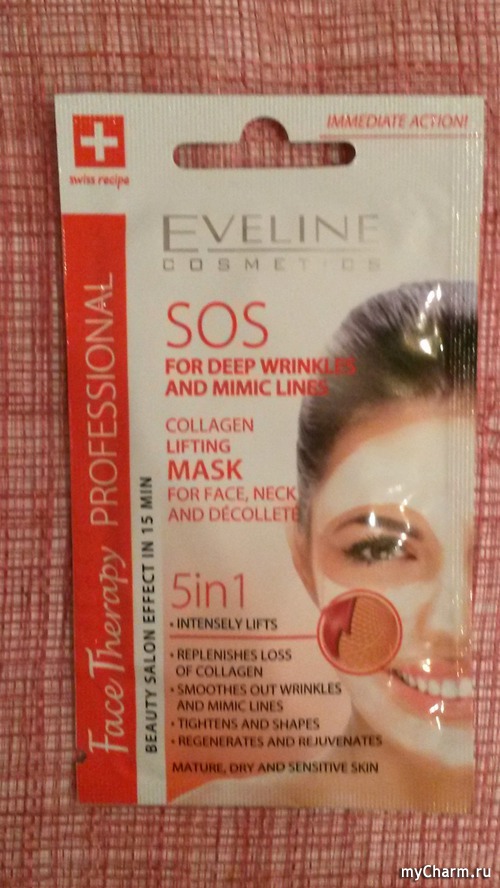 IMMEDIATE ACTION!
swiss recipe
EVELINE
COSMETICS
SOS
FOR DEEP WRINKLES
AND MIMIC LINES
COLLAGEN
LIFTING
MASK
FOR FACE, NECK
AND DÉCOLLETE
5in1
• INTENSELY LIFTS
• REPLENISHES LOSS
OF COLLAGEN
• SMOOTHES OUT WRINKLES
AND MIMIC LINES
• TIGHTENS AND SHAPES
• REGENERATES AND REJUVENATES
MATURE, DRY AND SENSITIVE SKIN
Face Therapy PROFESSIONAL
BEAUTY SALON EFFECT IN 15 MIN
myCharm.ru